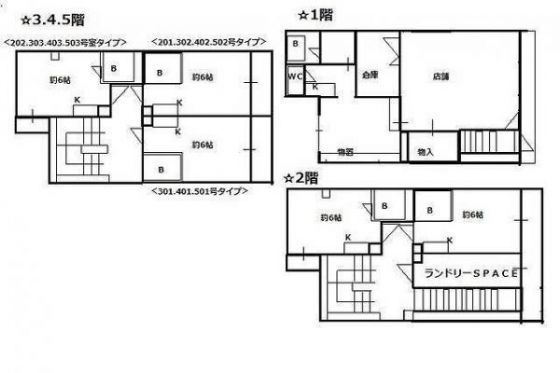 ☆3.4.5階
<202.303.403.503号室タイプ>
<201.302.402.502号タイプ>
約6帖
B
B
約6帖
K
K
K
約6帖
B
<301.401.501号タイプ>
☆1階
B
WC
K
倉庫
店舗
物器
物入
☆2階
約6帖
B
B
約6帖
K
K
ランドリーSPACE